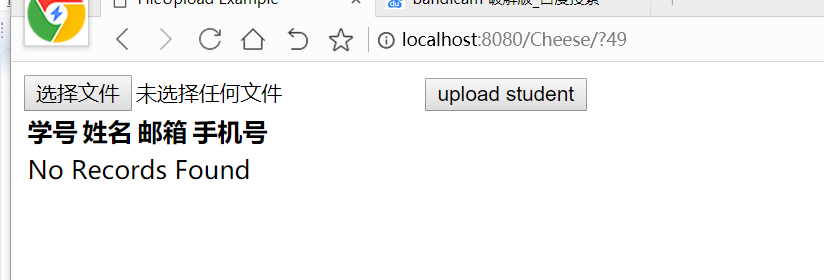 FileUpload Example
bandicam 破解版_百度搜索
localhost:8080/Cheese/?49
选择文件 未选择任何文件 upload student
学号 姓名 邮箱 手机号
No Records Found